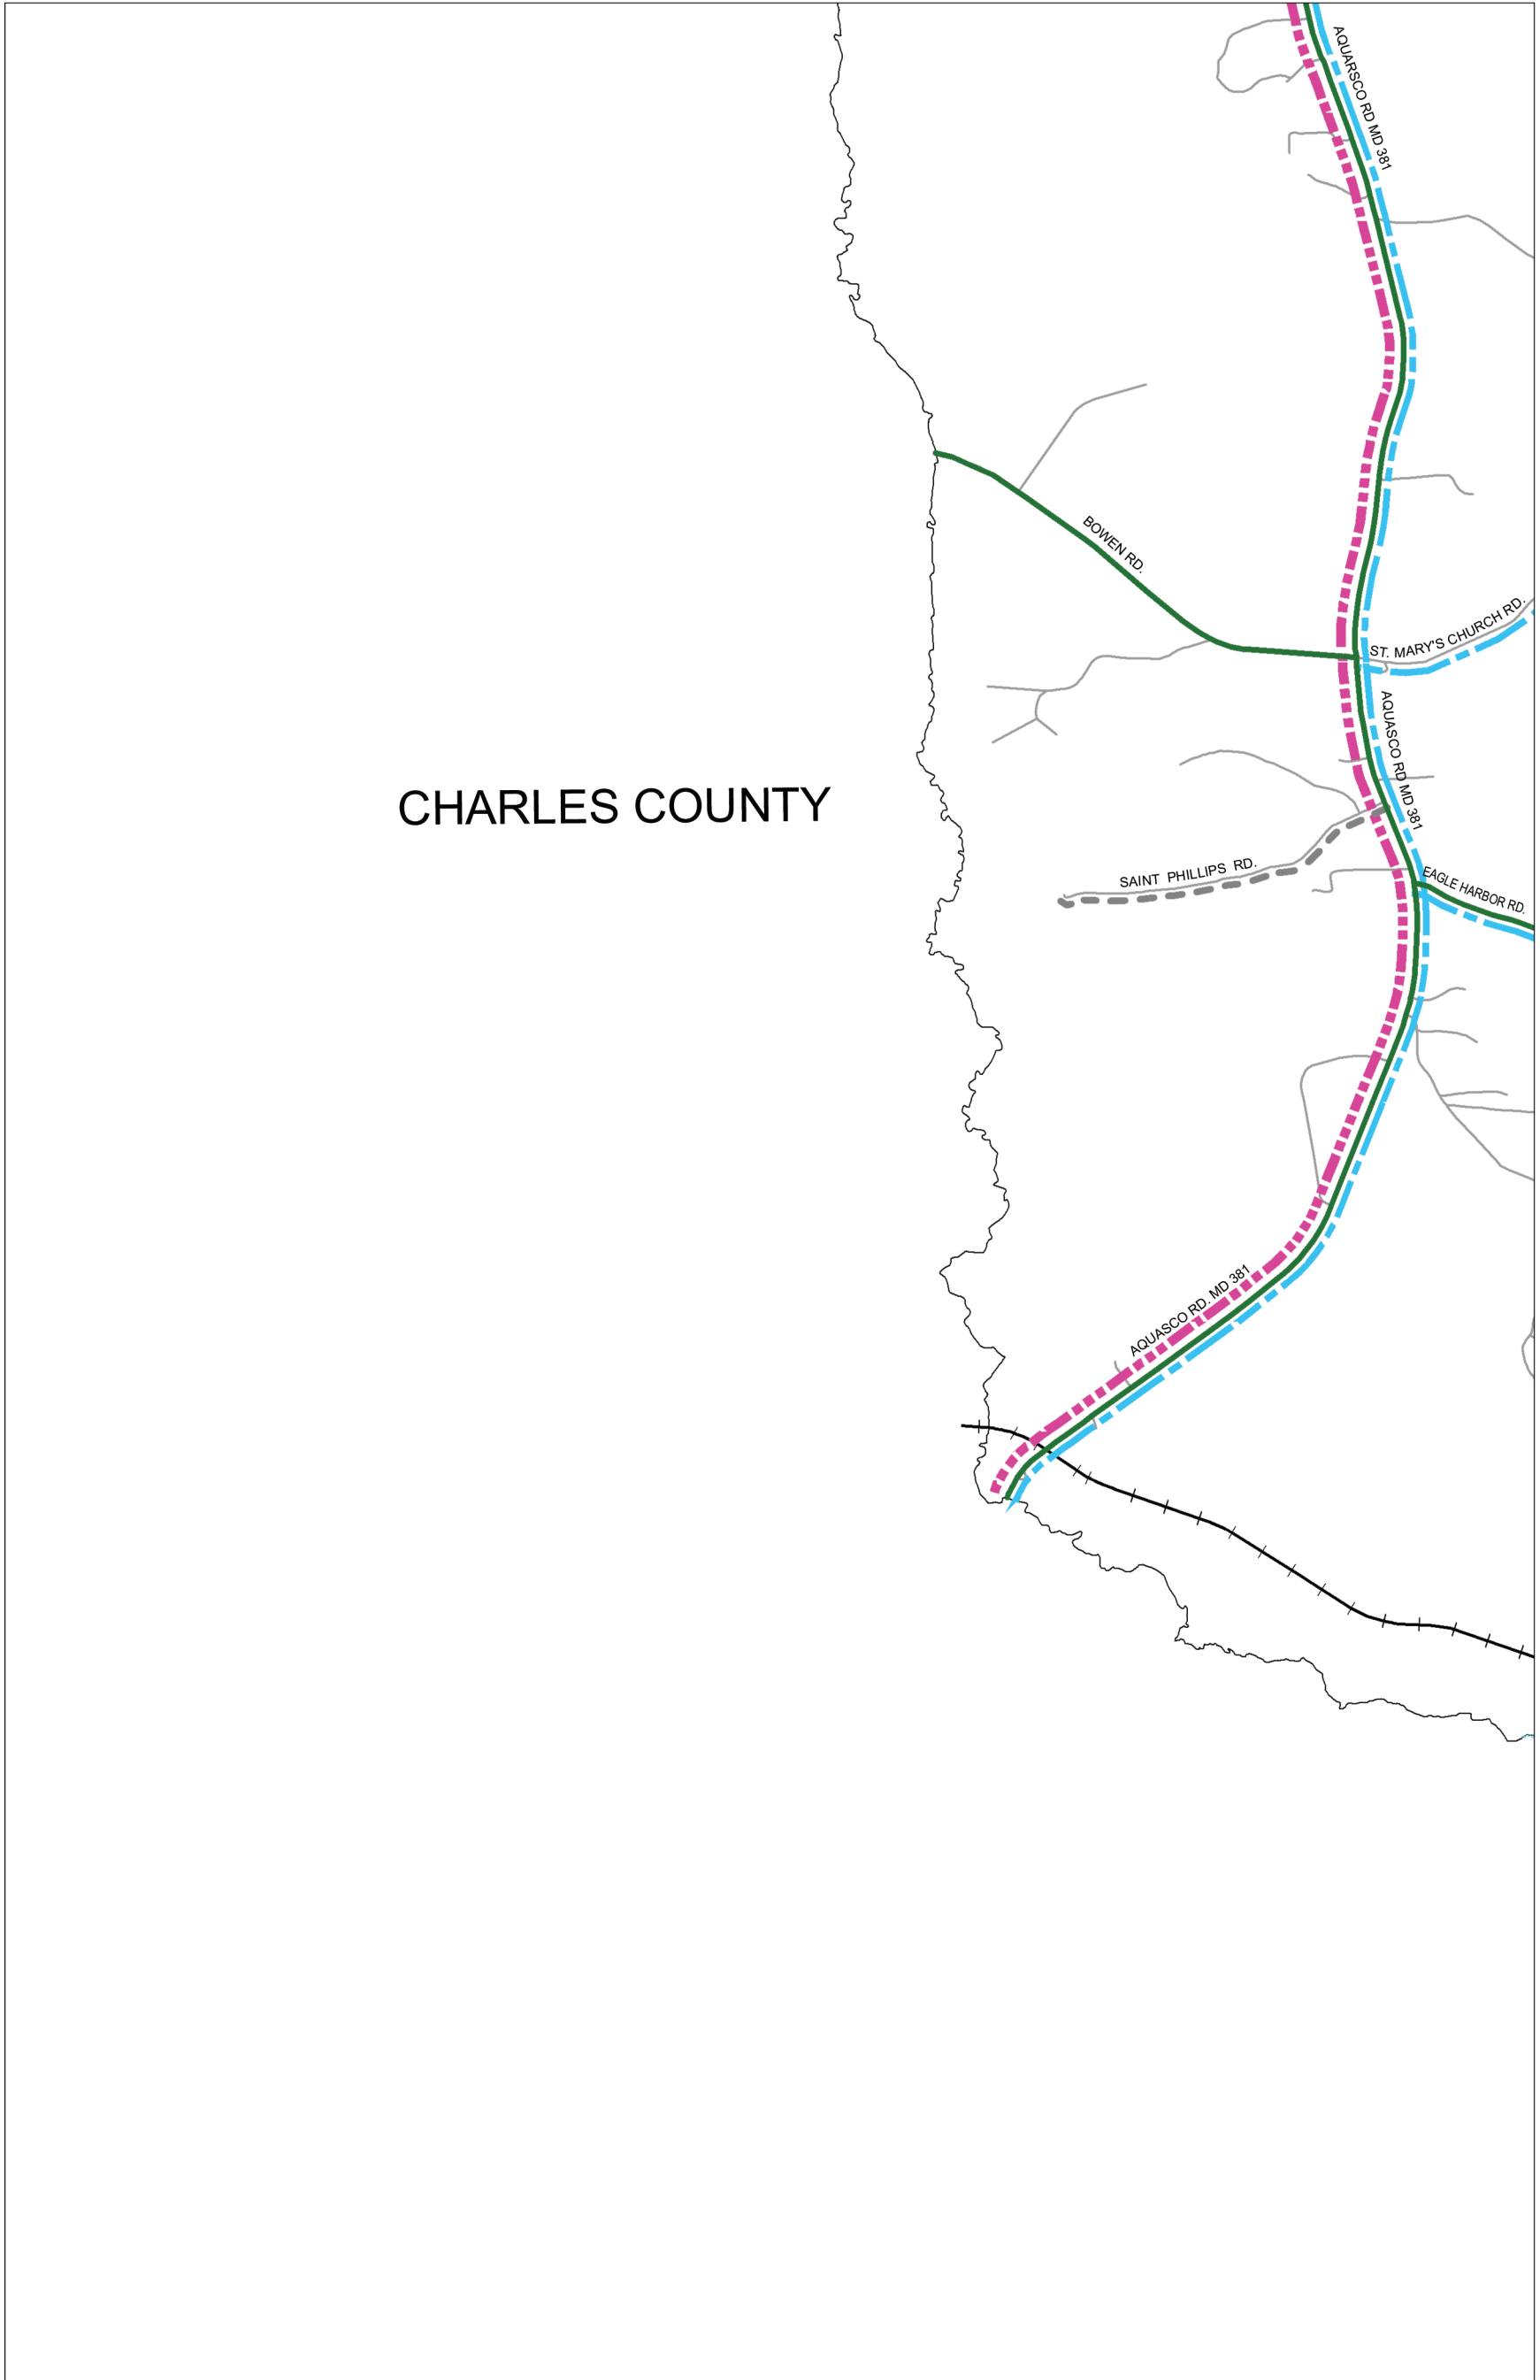 AQUARSCO RD MD 381
BOWEN RD.
ST. MARY'S CHURCH RD.
AQUASCO RD MD 381
CHARLES COUNTY
SAINT PHILLIPS RD.
EAGLE HARBOR RD.
AQUASCO RD. MD 381